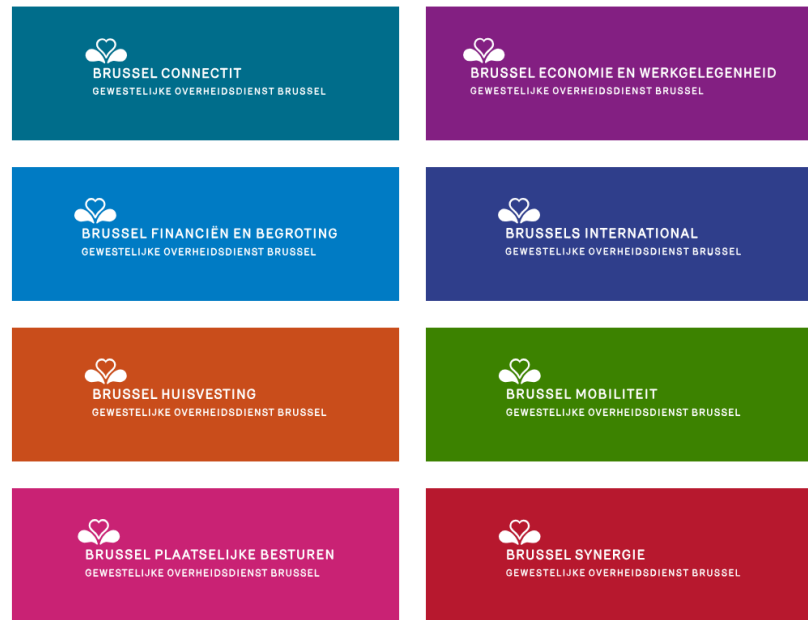 BRUSSEL CONNECTIT
GEWESTELIJKE OVERHEIDSDIENST BRUSSEL
BRUSSEL ECONOMIE EN WERKGELEGENHEID
GEWESTELIJKE OVERHEIDSDIENST BRUSSEL
BRUSSEL FINANCIËN EN BEGROTING
GEWESTELIJKE OVERHEIDSDIENST BRUSSEL
BRUSSELS INTERNATIONAL
GEWESTELIJKE OVERHEIDSDIENST BRUSSEL
BRUSSEL HUISVESTING
GEWESTELIJKE OVERHEIDSDIENST BRUSSEL
BRUSSEL MOBILITEIT
GEWESTELIJKE OVERHEIDSDIENST BRUSSEL
BRUSSEL PLAATSELIJKE BESTUREN
GEWESTELIJKE OVERHEIDSDIENST BRUSSEL
BRUSSEL SYNERGIE
GEWESTELIJKE OVERHEIDSDIENST BRUSSEL